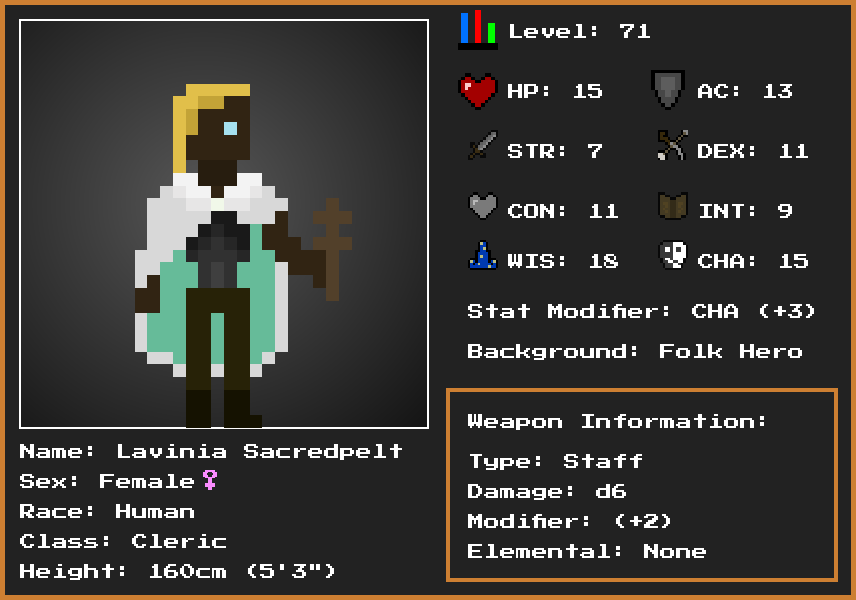 Level: 71
HP: 15 AC: 13
STR: 7 DEX: 11
CON: 11 INT: 9
WIS: 18 CHA: 15
Stat Modifier: CHA (+3)
Background: Folk Hero
Weapon Information:
Type: Staff
Damage: d6
Modifier: (+2)
Elemental: None
Name: Lavinia Sacredpelt
Sex: Female♀
Race: Human
Class: Cleric
Height: 160cm (5'3")